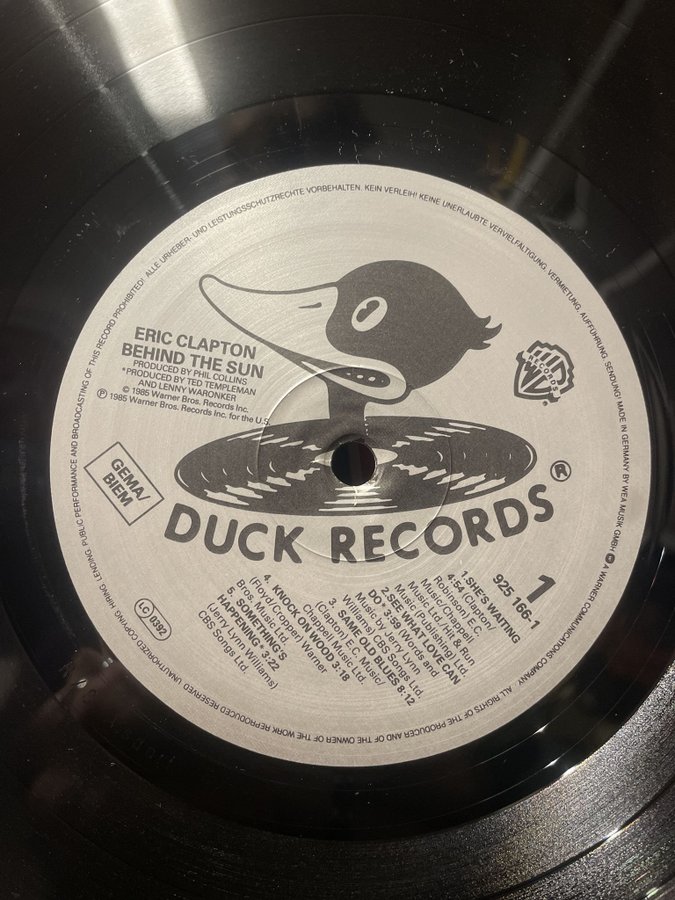 ALLE URHEBER- UND LEISTUNGSSCHUTZRECHTE VORBEHALTEN. KEIN VERLEIH! KEINE UNERLAUBTE VERVIELFÄLTIGUNG, VERMIETUNG, AUFFÜHRUNG, SENDUNG! MADE IN GERMANY BY WEA MUSIK GMBH A WARNER COMMUNICATIONS COMPANY. ALL RIGHTS OF THE PRODUCER AND OF THE OWNER OF THE WORK REPRODUCED RESERVED UNAUTHORIZED COPYING HIRING LENDING PUBLIC PERFORMANCE AND BROADCASTING OF THIS RECORD PROHIBITED!
ERIC CLAPTON
BEHIND THE SUN
PRODUCED BY PHIL COLLINS
*PRODUCED BY TED TEMPLEMAN
AND LENNY WARONKER
© 1985 Warner Bros. Records Inc.
℗ 1985 Warner Bros. Records Inc. for the U.S.
WB
RECORDS
GEMA/
BIEM
DUCK RECORDS®
1
925 166-1
LC 0392
1. SHE'S WAITING
4:54 (Clapton/
Robinson) E.C.
Music/Chappell
Music Ltd./Hit & Run
Music (Publishing) Ltd.
2. SEE WHAT LOVE CAN
DO* 3:59 (Words and
Music by Jerry Lynn
Williams) CBS Songs Ltd.
3. SAME OLD BLUES 8:12
(Clapton) E.C. Music/
Chappell Music Ltd.
4. KNOCK ON WOOD 3:18
(Floyd/Cropper) Warner
Bros. Music Ltd.
5. SOMETHING'S
HAPPENING* 3:22
(Jerry Lynn Williams)
CBS Songs Ltd.